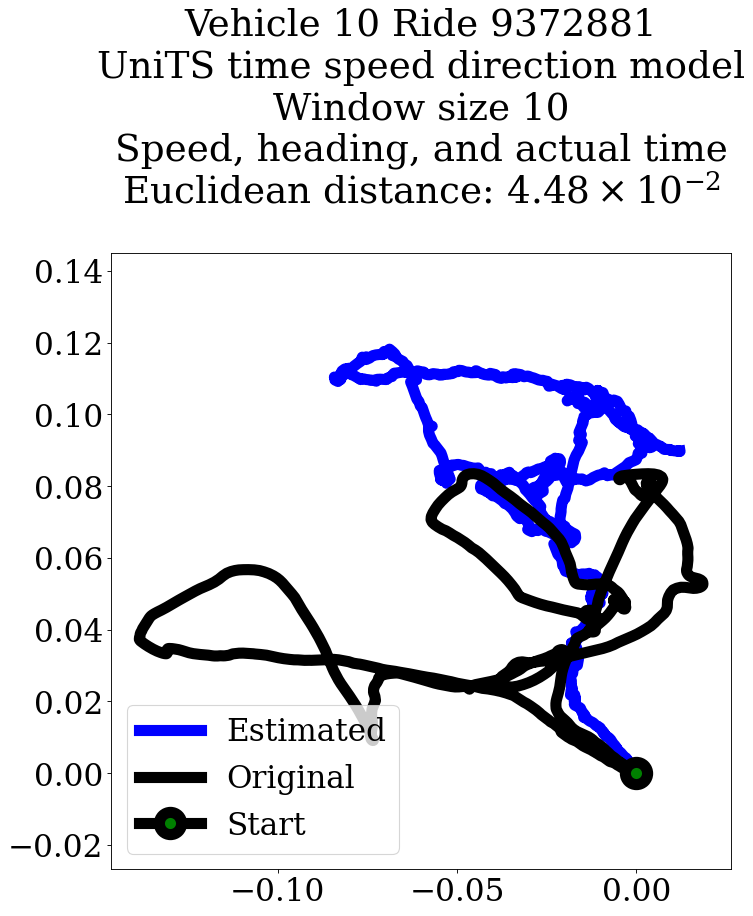 Vehicle 10 Ride 9372881
UniTS time speed direction model
Window size 10
Speed, heading, and actual time
Euclidean distance: 4.48 × 10⁻²
0.14
0.12
0.10
0.08
0.06
0.04
0.02
0.00
−0.02
Estimated
Original
Start
−0.10 −0.05 0.00